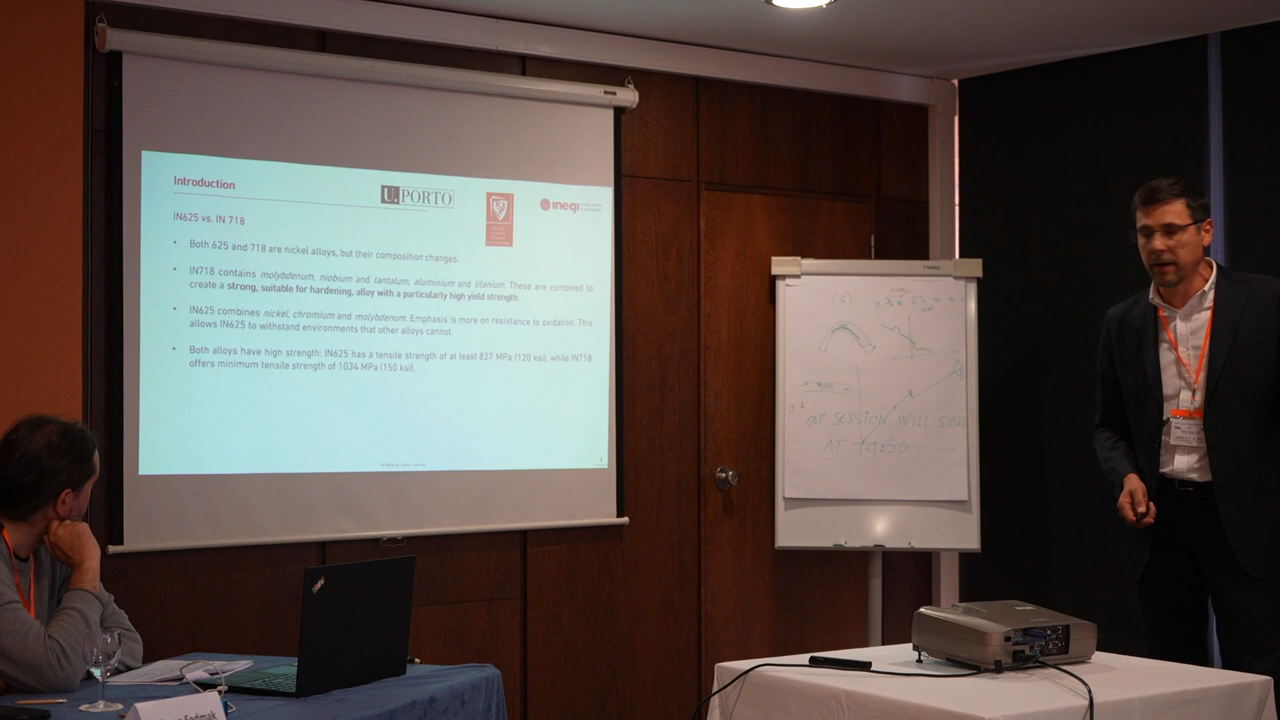 Introduction
U. PORTO
ineqi
IN625 vs. IN 718
• Both 625 and 718 are nickel alloys, but their composition changes.
• IN718 contains molybdenum, niobium and tantalum, aluminium and titanium. These are combined to
create a strong, suitable for hardening, alloy with a particularly high yield strength.
• IN625 combines nickel, chromium and molybdenum. Emphasis is more on resistance to oxidation. This
allows IN625 to withstand environments that other alloys cannot.
• Both alloys have high strength: IN625 has a tensile strength of at least 827 MPa (120 ksi), while IN718
offers minimum tensile strength of 1034 MPa (150 ksi).
our SESSION WILL START
AT 14:30
ThinkPad
Sedmak